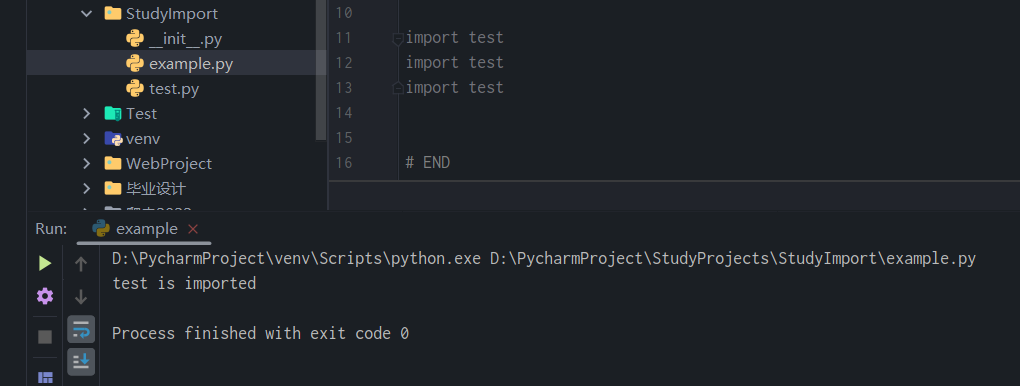 StudyImport
__init__.py
example.py
test.py
Test
venv
WebProject
毕业设计
10
11 import test
12 import test
13 import test
14
15
16 # END
Run: example
D:\PycharmProject\venv\Scripts\python.exe D:\PycharmProject\StudyProjects\StudyImport\example.py
test is imported
Process finished with exit code 0